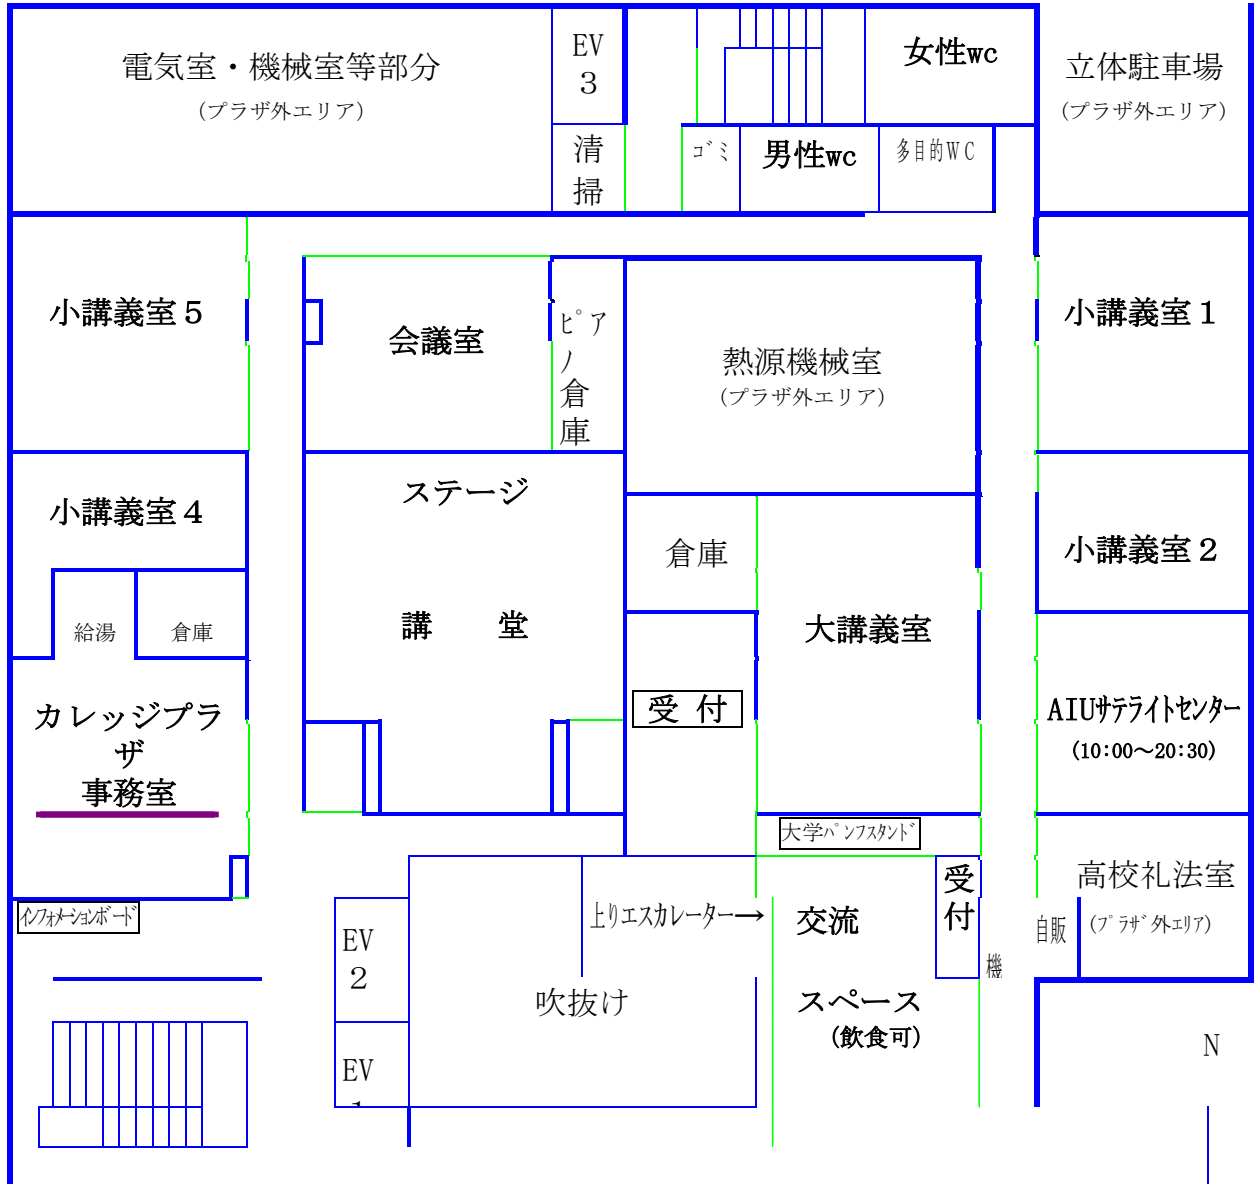 電気室・機械室等部分
(プラザ外エリア)
EV
3
清
掃
ゴミ
女性wc
男性wc
多目的WC
立体駐車場
(プラザ外エリア)
小講義室５
会議室
ピア
ノ
倉
庫
熱源機械室
(プラザ外エリア)
小講義室１
小講義室４
ステージ
倉庫
小講義室２
給湯
倉庫
講　堂
大講義室
カレッジプラ
ザ
事務室
受 付
AIUサテライトセンター
(10:00～20:30)
大学パンフスタンド
インフォメーションボード
EV
2
上りエスカレーター→
交流
受
付
自販
機
高校礼法室
(プラザ外エリア)
吹抜け
スペース
(飲食可)
EV
N